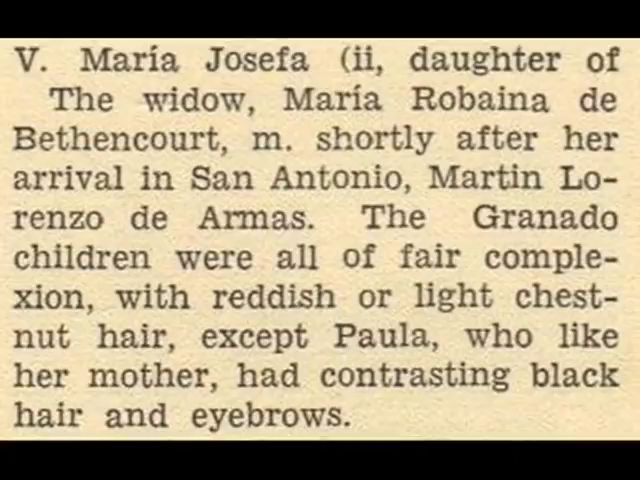 V. María Josefa (ii, daughter of
The widow, María Robaina de
Bethencourt, m. shortly after her
arrival in San Antonio, Martin Lo-
renzo de Armas. The Granado
children were all of fair comple-
xion, with reddish or light chest-
nut hair, except Paula, who like
her mother, had contrasting black
hair and eyebrows.